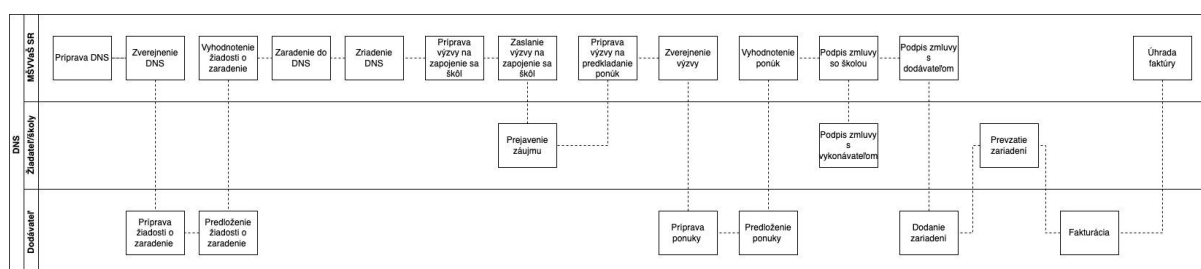 DNS
MŠVVaŠ SR
Príprava DNS
Zverejnenie
DNS
Vyhodnotenie
žiadosti o
zaradenie
Zaradenie do
DNS
Zriadenie
DNS
Príprava
výzvy na
zapojenie sa
škôl
Zaslanie
výzvy na
zapojenie sa
škôl
Príprava
výzvy na
predkladanie
ponúk
Zverejnenie
výzvy
Vyhodnotenie
ponúk
Podpis zmluvy
so školou
Podpis zmluvy
s
dodávateľom
Úhrada
faktúry
Žiadateľ/školy
Prejavenie
záujmu
Podpis zmluvy
s
vykonávateľom
Prevzatie
zariadení
Dodávateľ
Príprava
žiadosti o
zaradenie
Predloženie
žiadosti o
zaradenie
Príprava
ponuky
Predloženie
ponuky
Dodanie
zariadení
Fakturácia